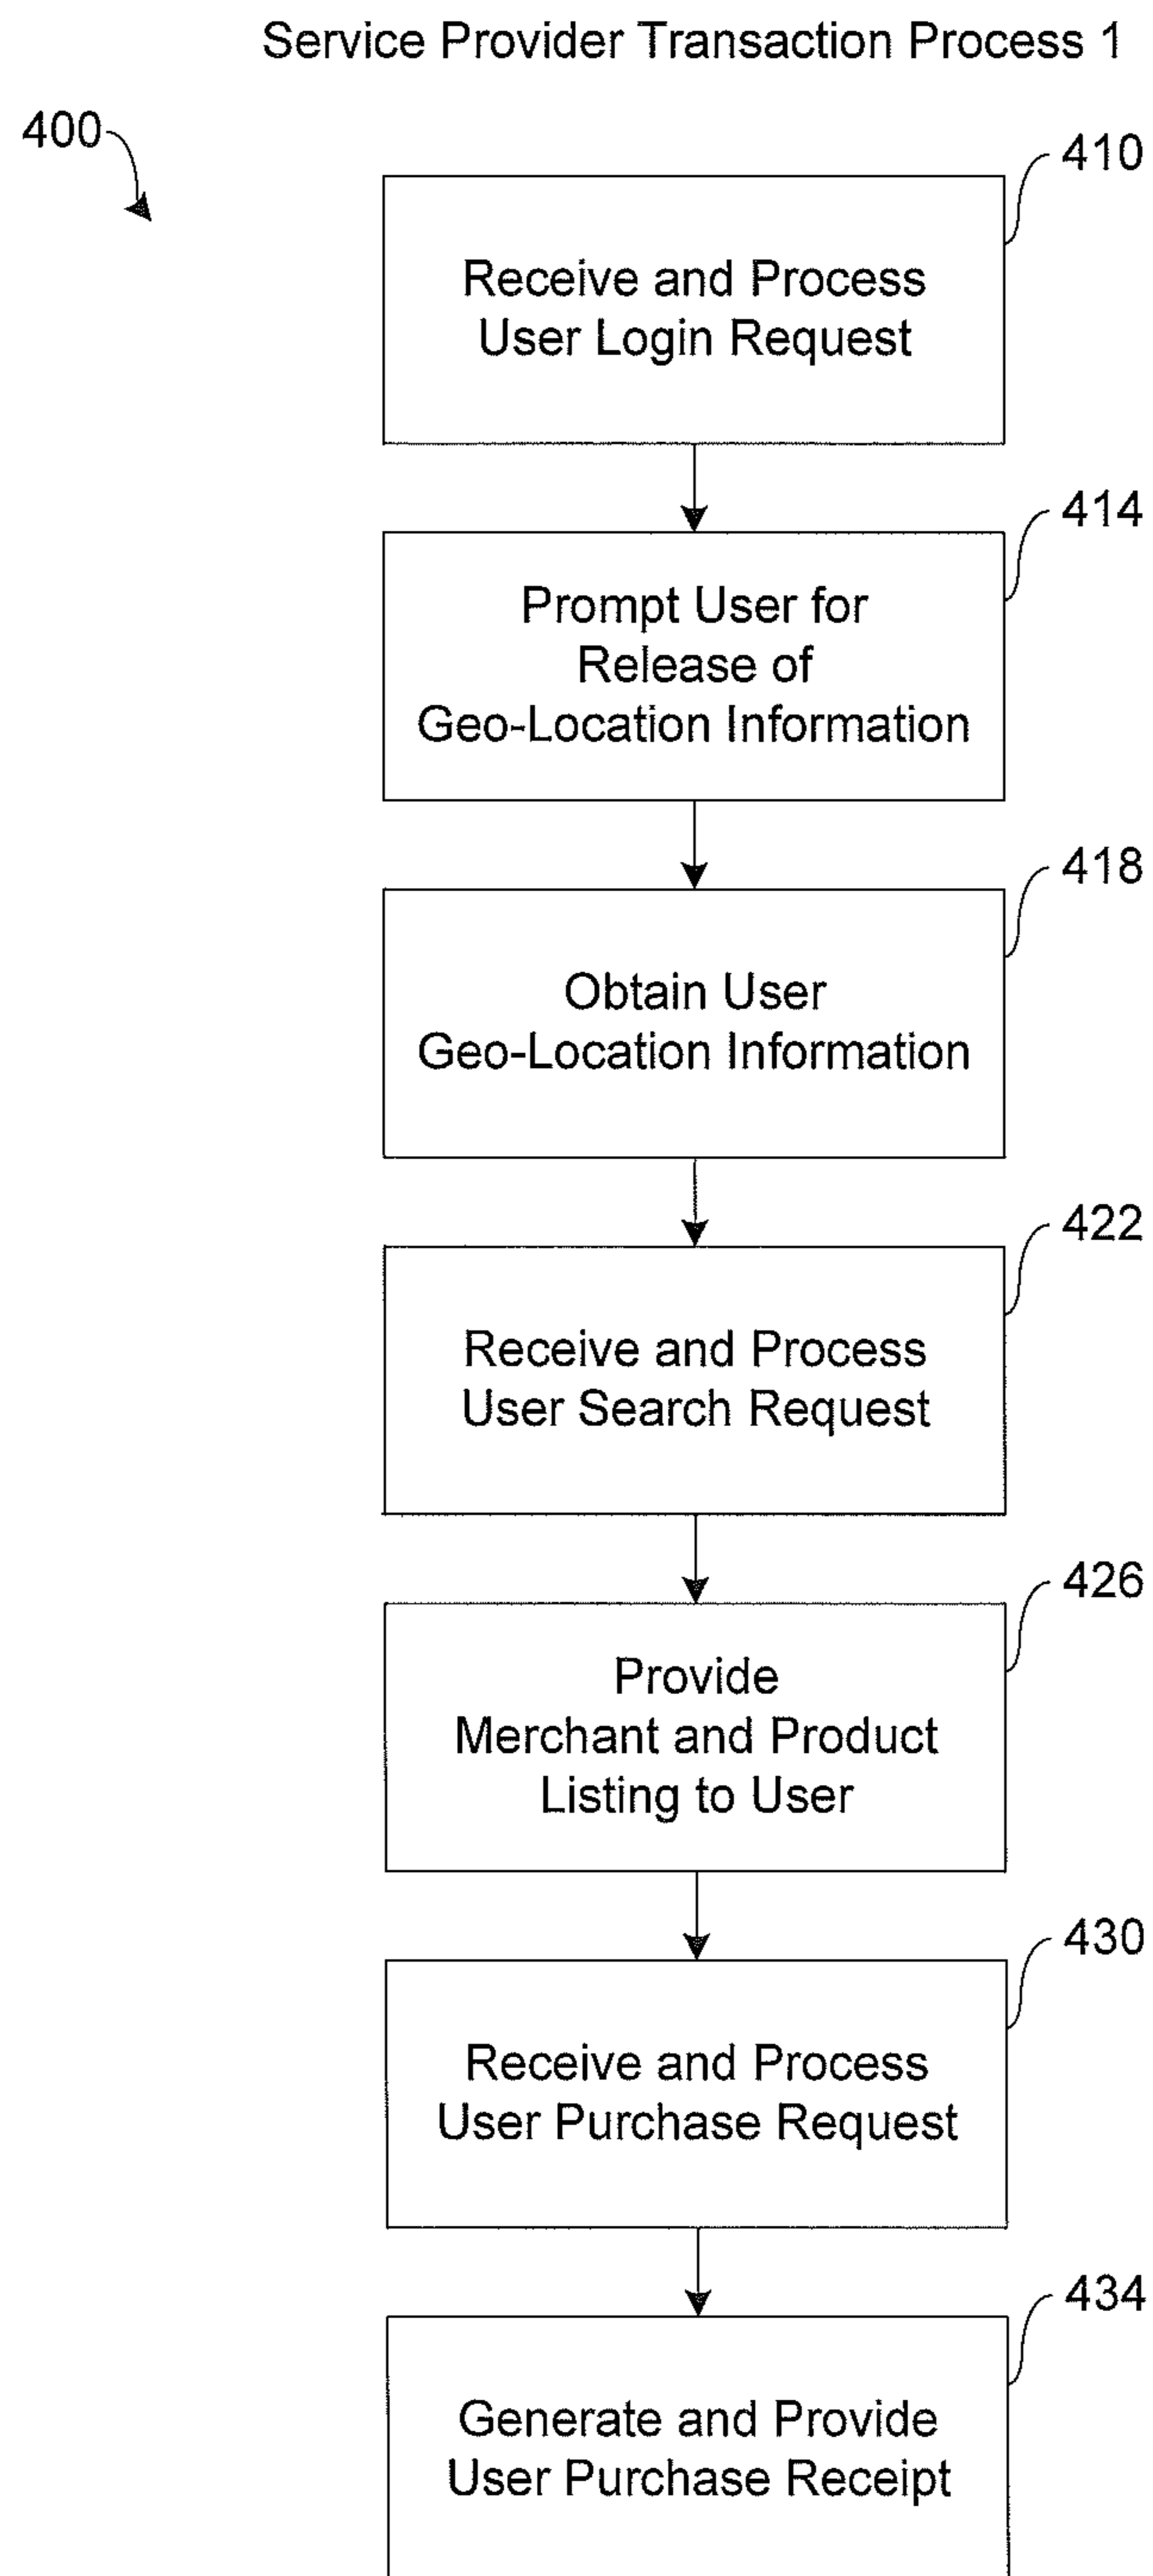 Service Provider Transaction Process 1
400
410
Receive and Process
User Login Request
414
Prompt User for
Release of
Geo-Location Information
418
Obtain User
Geo-Location Information
422
Receive and Process
User Search Request
426
Provide
Merchant and Product
Listing to User
430
Receive and Process
User Purchase Request
434
Generate and Provide
User Purchase Receipt